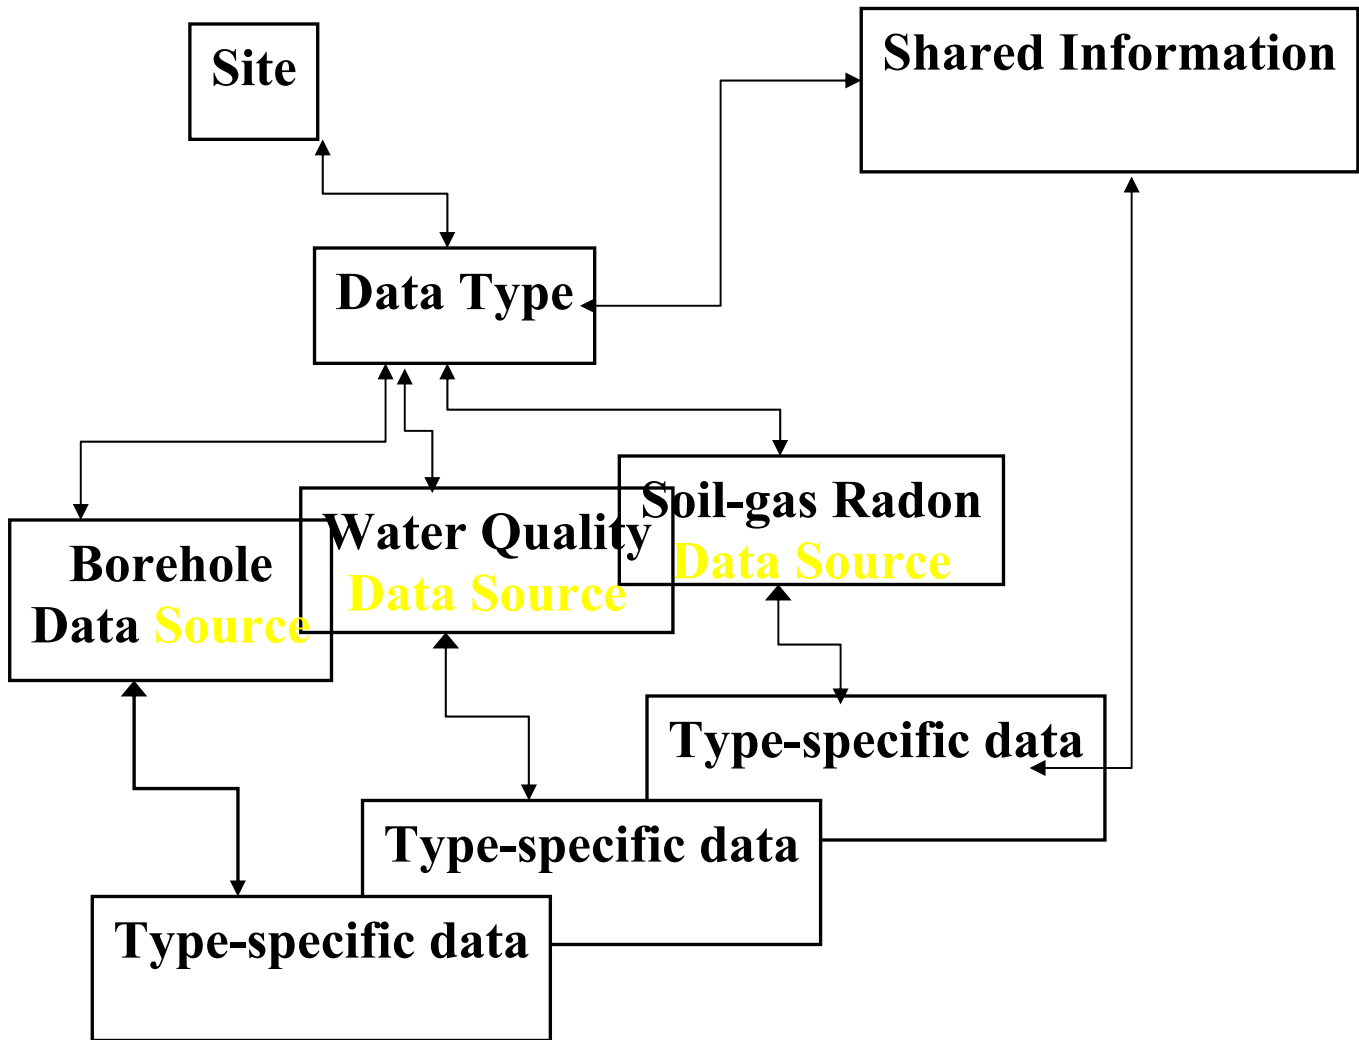 Site
Shared Information
Data Type
Soil-gas Radon
Data Source
Water Quality
Data Source
Borehole
Data Source
Type-specific data
Type-specific data
Type-specific data